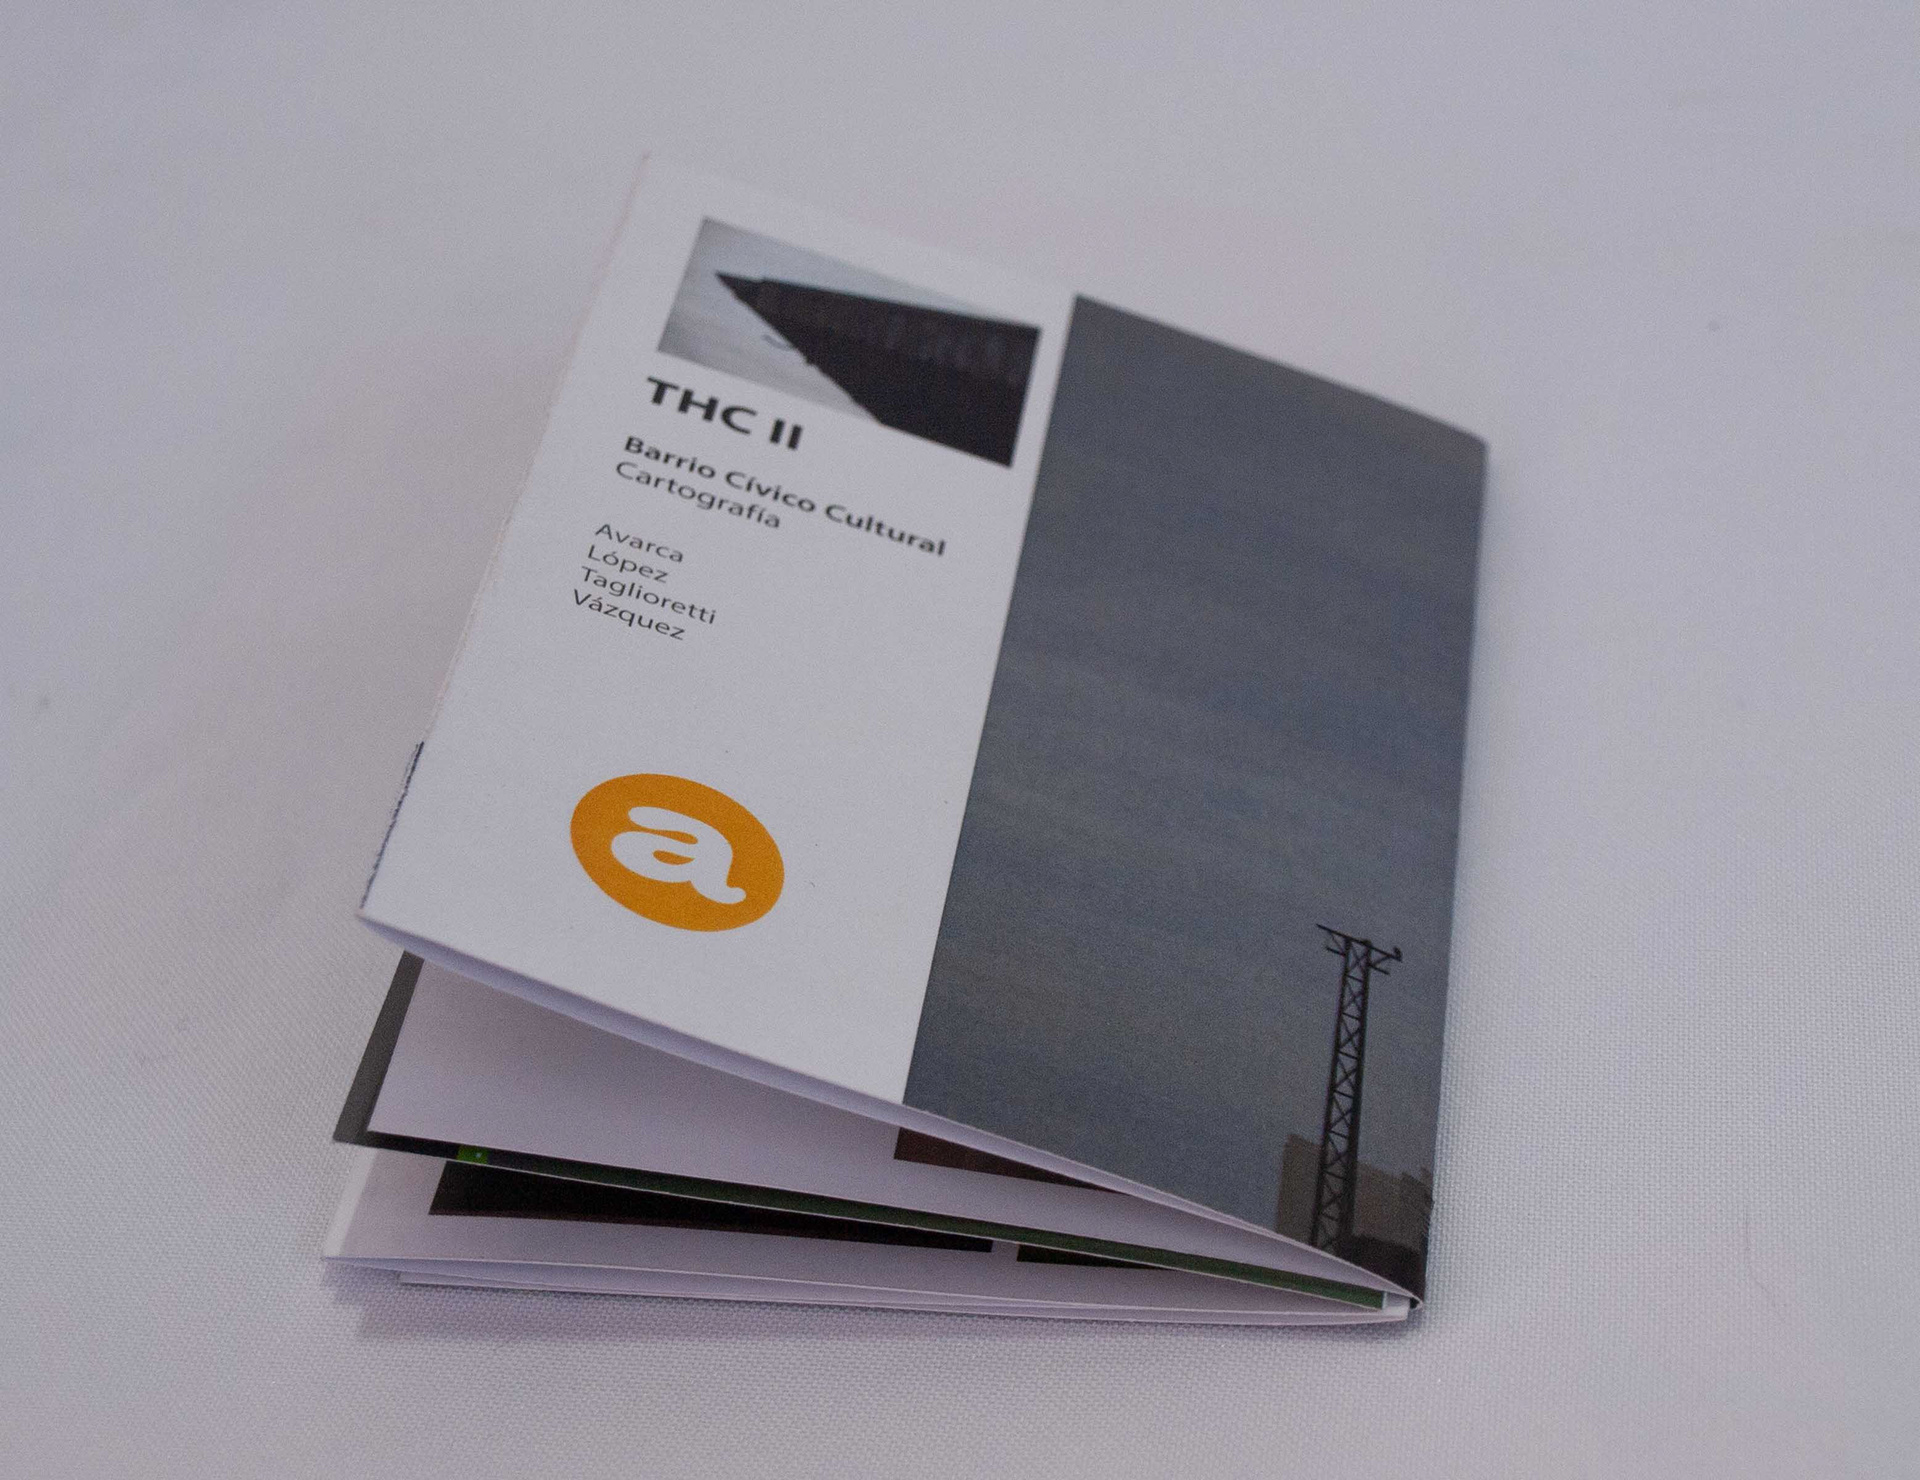 THC II
Barrio Cívico Cultural
Cartografía
Avarca
López
Taglioretti
Vázquez
a